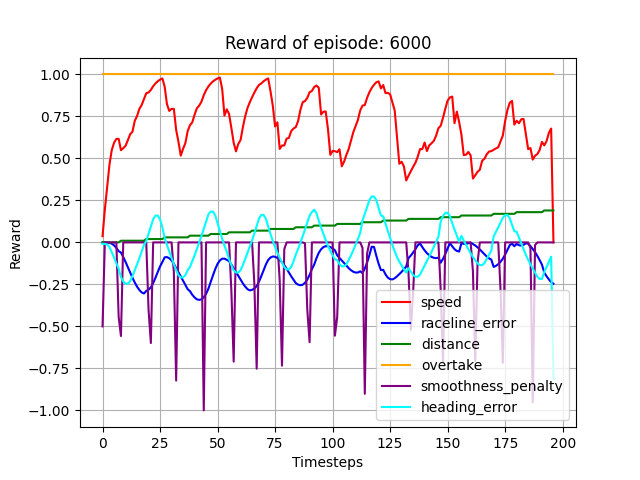 Reward of episode: 6000
Reward
1.00
0.75
0.50
0.25
0.00
−0.25
−0.50
−0.75
−1.00
speed
raceline_error
distance
overtake
smoothness_penalty
heading_error
0 25 50 75 100 125 150 175 200
Timesteps